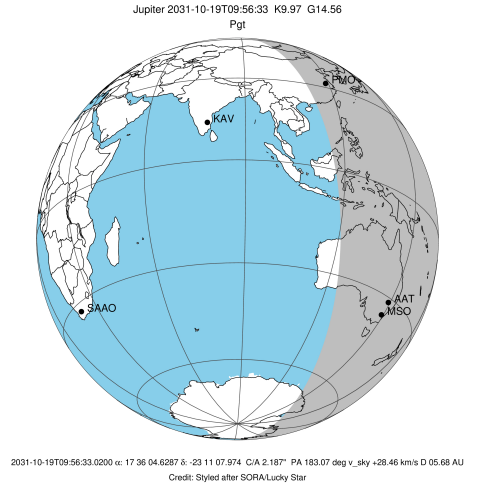 Jupiter 2031-10-19T09:56:33  K9.97  G14.56
Pgt
PMO
KAV
SAAO
AAT
MSO
2031-10-19T09:56:33.0200 α: 17 36 04.6287 δ: -23 11 07.974  C/A 2.187"  PA 183.07 deg v_sky +28.46 km/s D 05.68 AU
Credit: Styled after SORA/Lucky Star